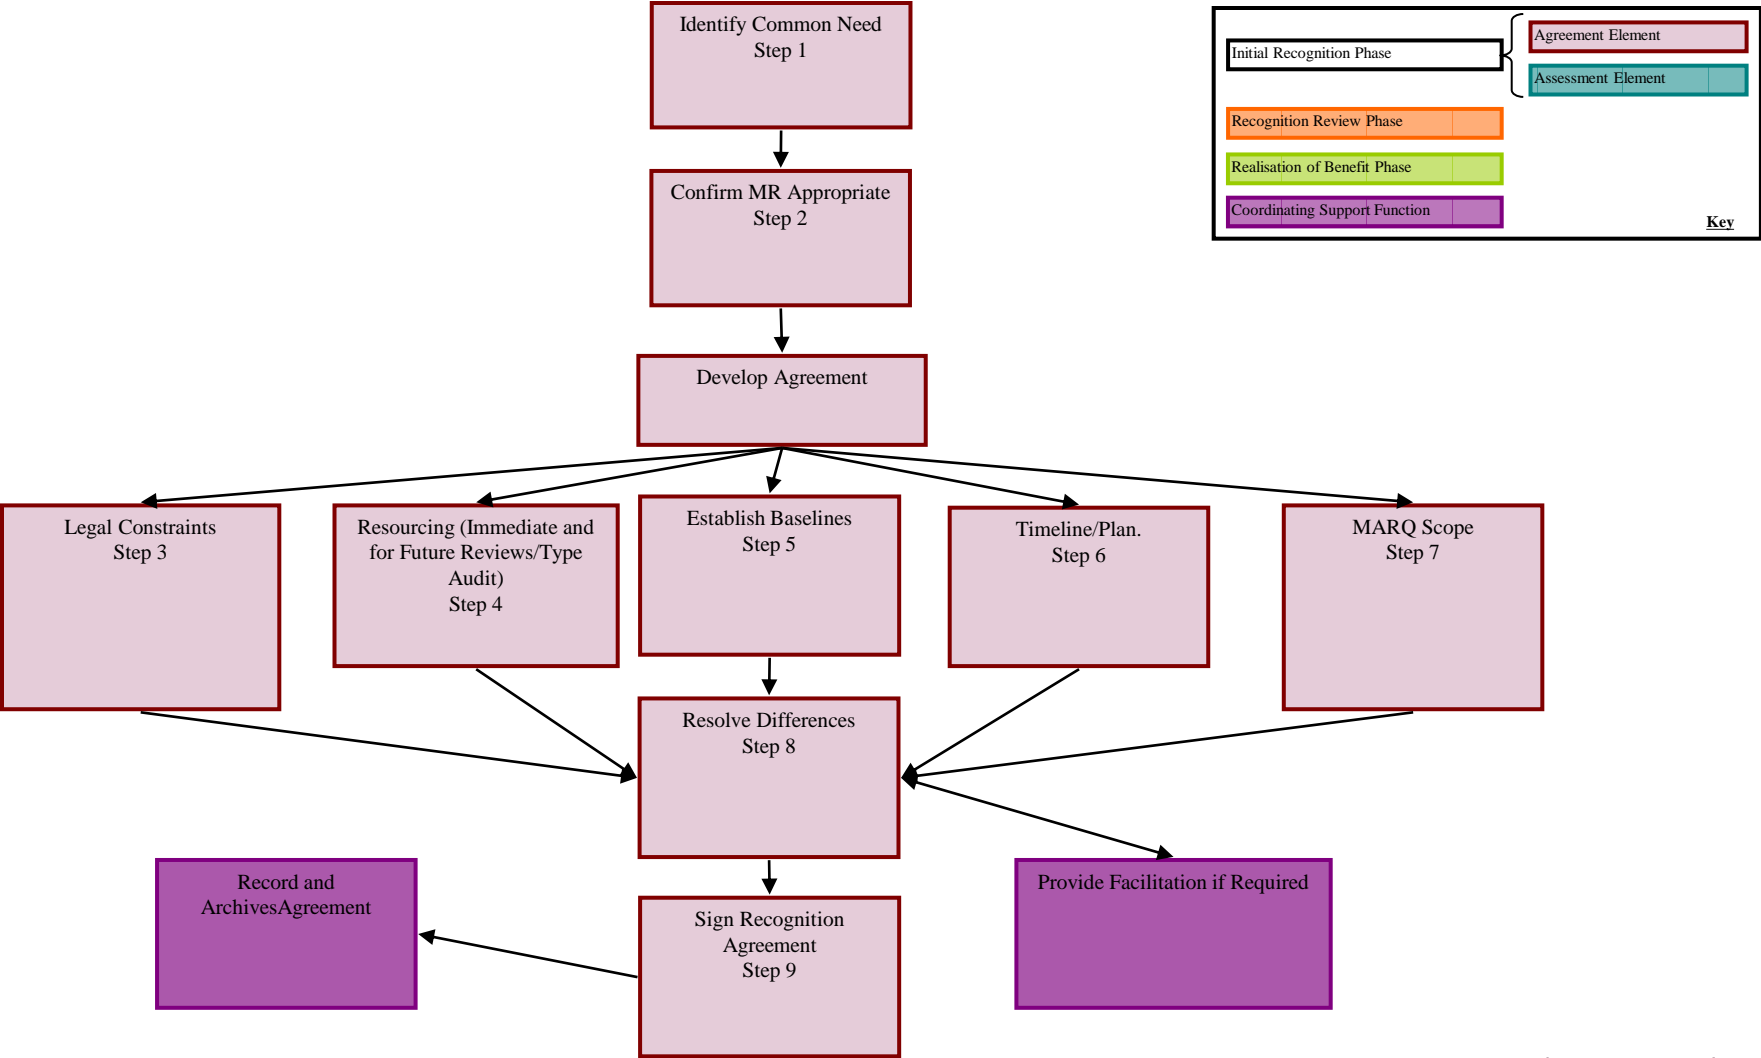 Identify Common Need
Step 1
Initial Recognition Phase
Agreement Element
Assessment Element
Recognition Review Phase
Realisation of Benefit Phase
Coordinating Support Function
Key
Confirm MR Appropriate
Step 2
Develop Agreement
Legal Constraints
Step 3
Resourcing (Immediate and
for Future Reviews/Type
Audit)
Step 4
Establish Baselines
Step 5
Timeline/Plan.
Step 6
MARQ Scope
Step 7
Resolve Differences
Step 8
Record and
ArchivesAgreement
Provide Facilitation if Required
Sign Recognition
Agreement
Step 9